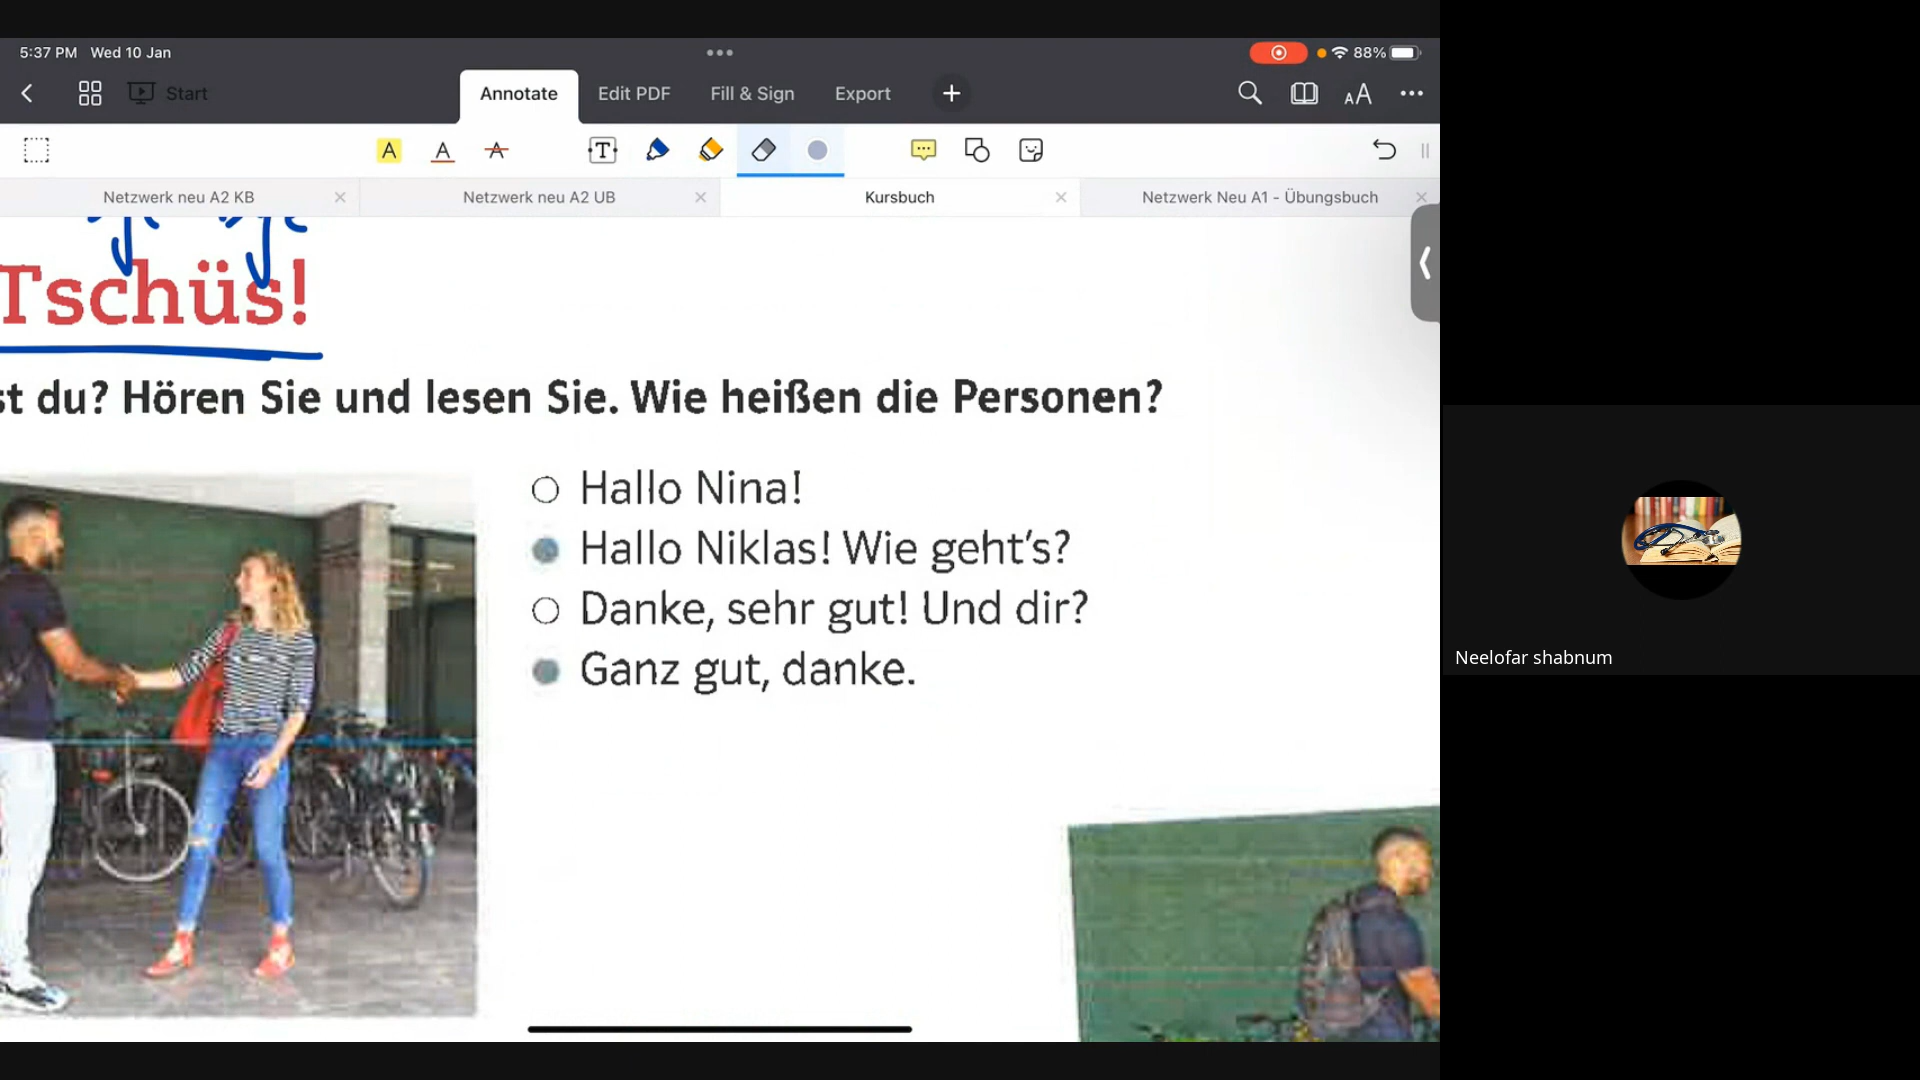 5:37 PM Wed 10 Jan
88%
Start
Annotate
Edit PDF
Fill & Sign
Export
Netzwerk neu A2 KB
Netzwerk neu A2 UB
Kursbuch
Netzwerk Neu A1 - Übungsbuch
Tschüs!
st du? Hören Sie und lesen Sie. Wie heißen die Personen?
Hallo Nina!
Hallo Niklas! Wie geht's?
Danke, sehr gut! Und dir?
Ganz gut, danke.
Neelofar shabnum